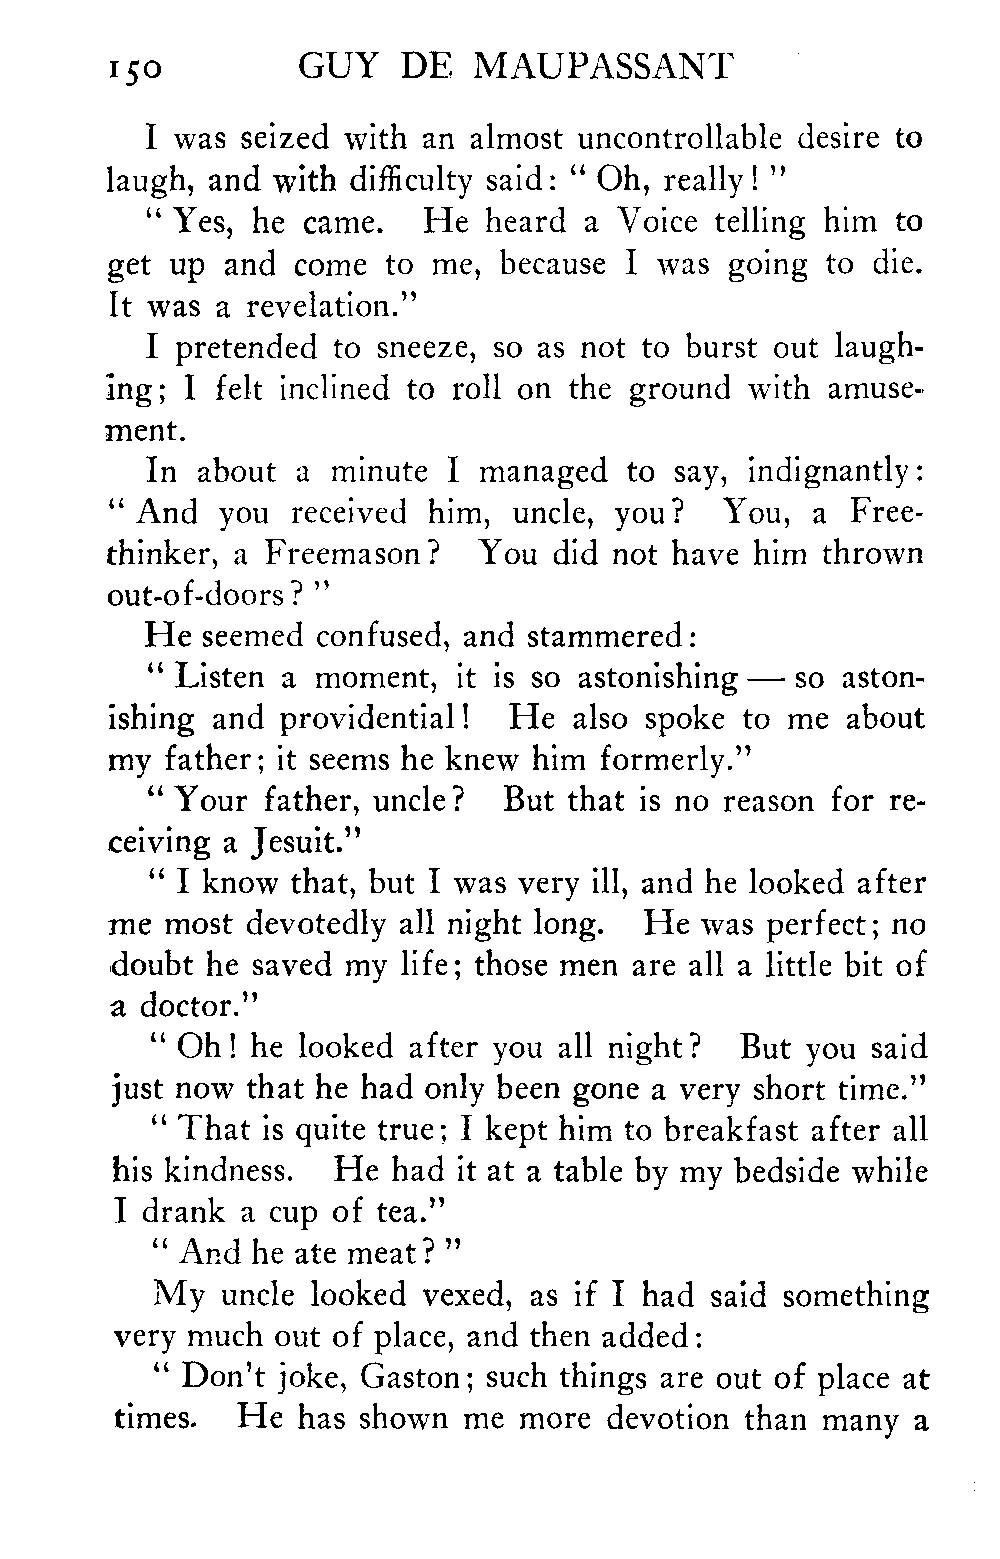 150 GUY DE MAUPASSANT
I was seized with an almost uncontrollable desire to
laugh, and with difficulty said: " Oh, really! "
" Yes, he came. He heard a Voice telling him to
get up and come to me, because I was going to die.
It was a revelation."
I pretended to sneeze, so as not to burst out laugh-
ing; I felt inclined to roll on the ground with amuse-
ment.
In about a minute I managed to say, indignantly:
" And you received him, uncle, you? You, a Free-
thinker, a Freemason? You did not have him thrown
out-of-doors? "
He seemed confused, and stammered:
" Listen a moment, it is so astonishing — so aston-
ishing and providential! He also spoke to me about
my father; it seems he knew him formerly."
" Your father, uncle? But that is no reason for re-
ceiving a Jesuit."
" I know that, but I was very ill, and he looked after
me most devotedly all night long. He was perfect; no
doubt he saved my life; those men are all a little bit of
a doctor."
" Oh! he looked after you all night? But you said
just now that he had only been gone a very short time."
" That is quite true; I kept him to breakfast after all
his kindness. He had it at a table by my bedside while
I drank a cup of tea."
" And he ate meat? "
My uncle looked vexed, as if I had said something
very much out of place, and then added:
" Don't joke, Gaston; such things are out of place at
times. He has shown me more devotion than many a